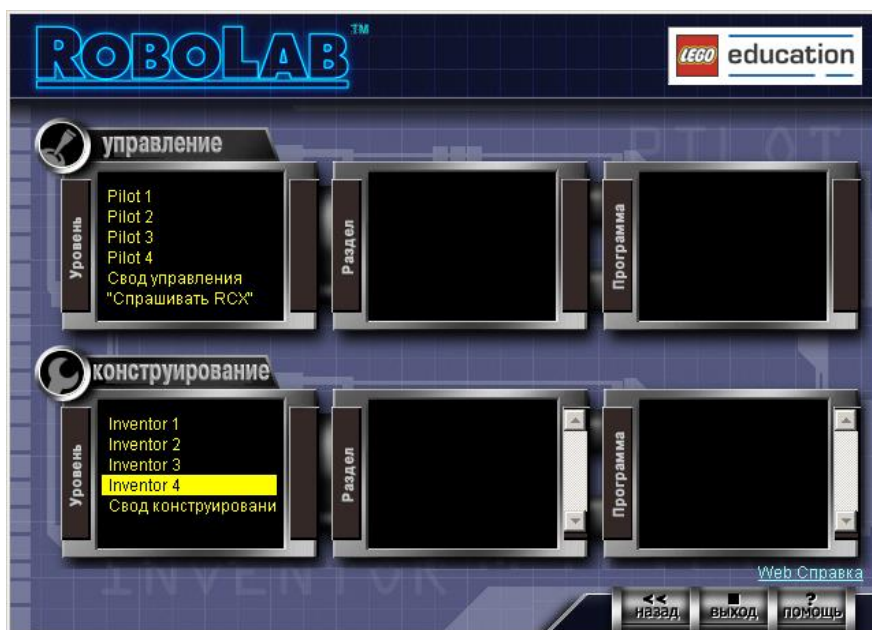 ROBOLAB™
LEGO education
управление
Уровень
Pilot 1
Pilot 2
Pilot 3
Pilot 4
Свод управления
"Спрашивать RCX"
Раздел
Программа
PILOT
конструирование
Уровень
Inventor 1
Inventor 2
Inventor 3
Inventor 4
Свод конструировани
Раздел
Программа
INVENTOR
Web Справка
<< назад
выход
? помощь